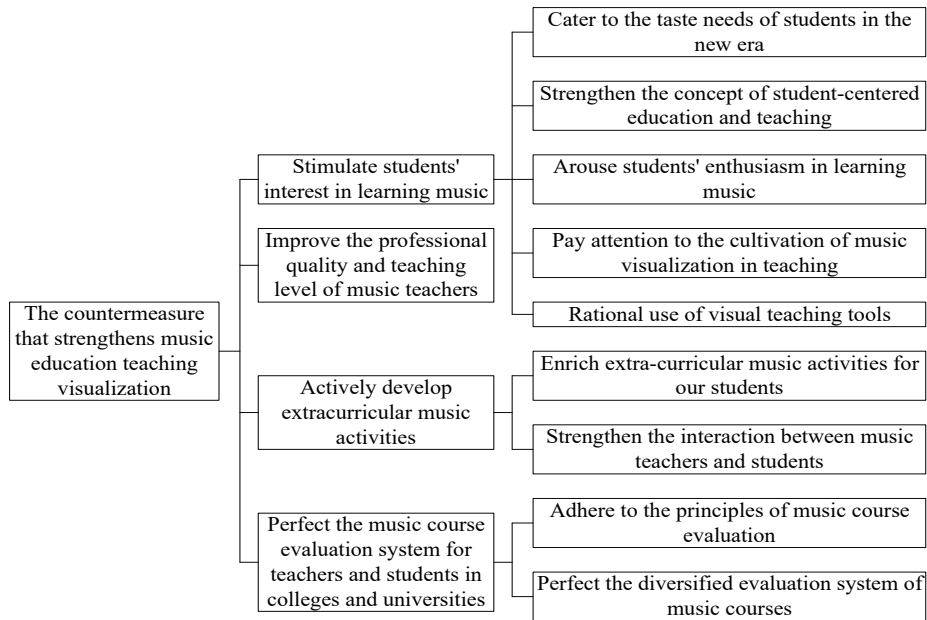 The countermeasure
that strengthens music
education teaching
visualization
Stimulate students'
interest in learning music
Improve the professional
quality and teaching
level of music teachers
Actively develop
extracurricular music
activities
Perfect the music course
evaluation system for
teachers and students in
colleges and universities
Cater to the taste needs of students in the
new era
Strengthen the concept of student-centered
education and teaching
Arouse students' enthusiasm in learning
music
Pay attention to the cultivation of music
visualization in teaching
Rational use of visual teaching tools
Enrich extra-curricular music activities for
our students
Strengthen the interaction between music
teachers and students
Adhere to the principles of music course
evaluation
Perfect the diversified evaluation system of
music courses